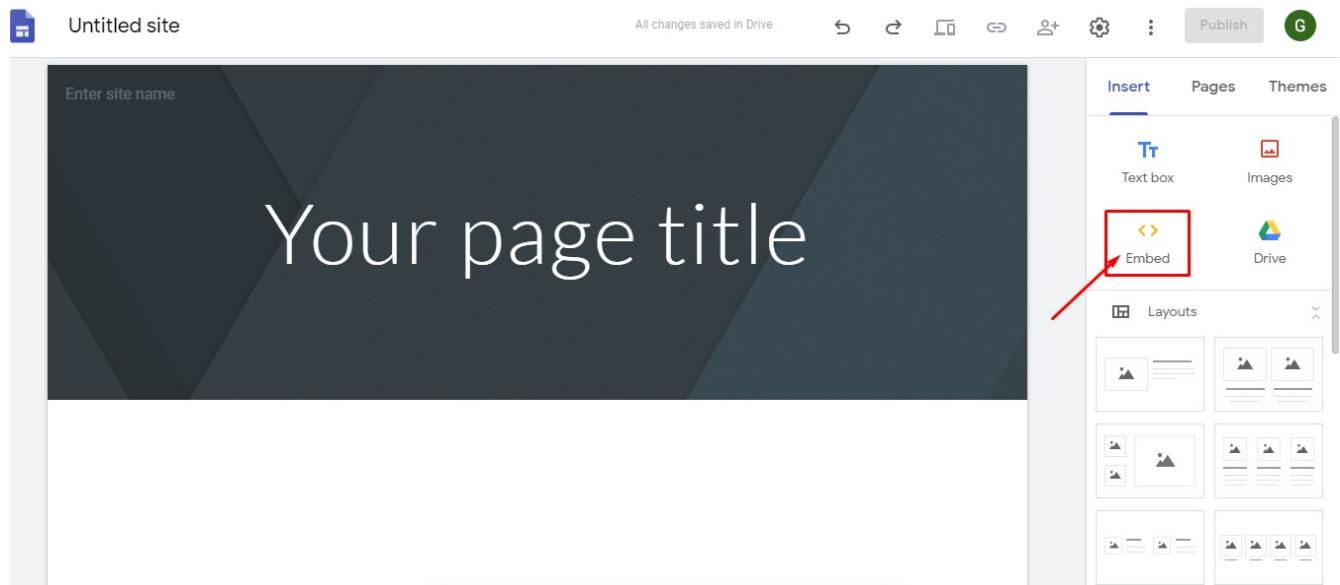 Untitled site
All changes saved in Drive
Publish
G
Enter site name
Your page title
Insert Pages Themes
Tт
Text box Images
Embed Drive
Layouts